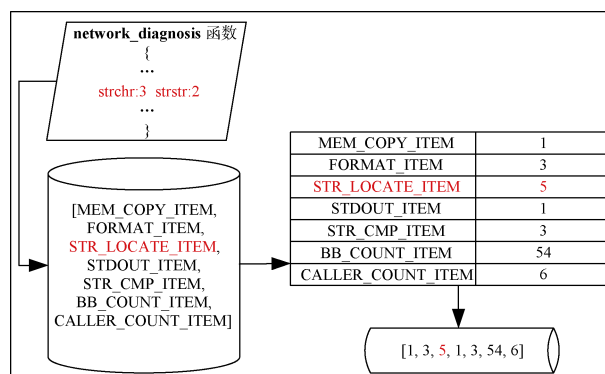 network_diagnosis 函数
{
...
strchr:3 strstr:2
...
}
[MEM_COPY_ITEM,
FORMAT_ITEM,
STR_LOCATE_ITEM,
STDOUT_ITEM,
STR_CMP_ITEM,
BB_COUNT_ITEM,
CALLER_COUNT_ITEM]
MEM_COPY_ITEM 1
FORMAT_ITEM 3
STR_LOCATE_ITEM 5
STDOUT_ITEM 1
STR_CMP_ITEM 3
BB_COUNT_ITEM 54
CALLER_COUNT_ITEM 6
[1, 3, 5, 1, 3, 54, 6]